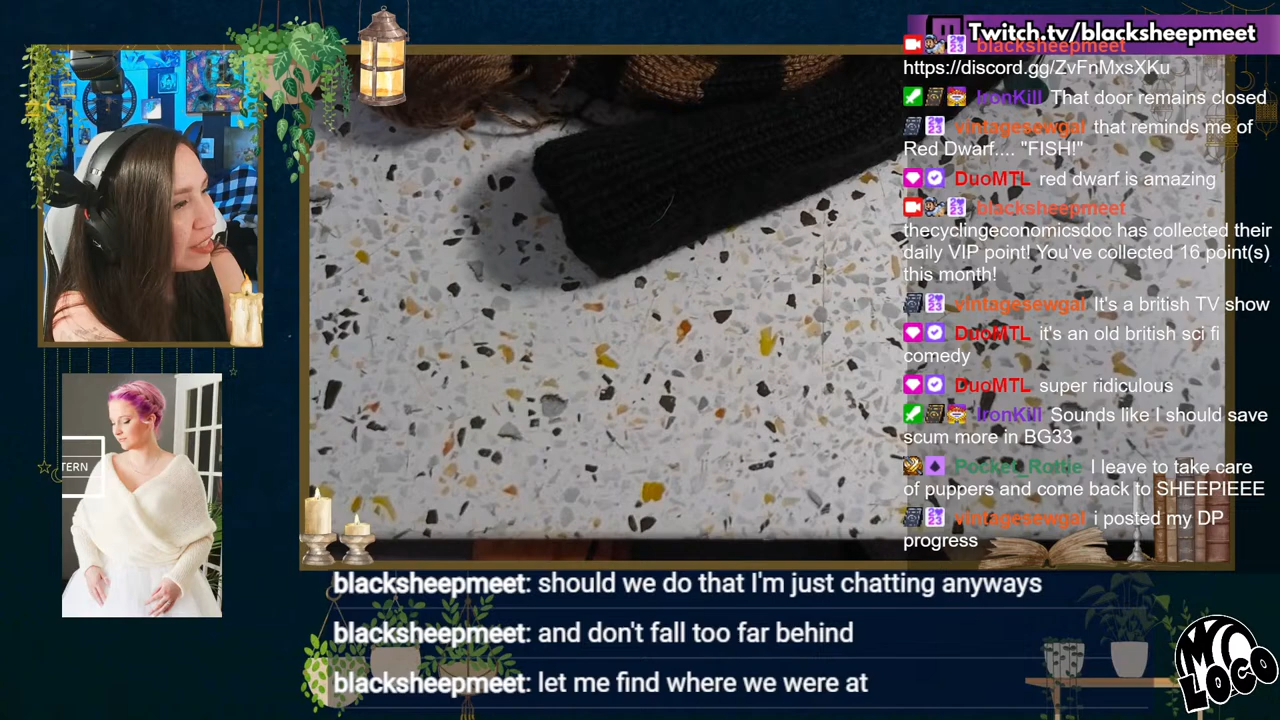 Twitch.tv/blacksheepmeet
blacksheepmeet
https://discord.gg/ZvFnMxsXKu
IronKill That door remains closed
vintagesewgal that reminds me of
Red Dwarf.... "FISH!"
DuoMTL red dwarf is amazing
blacksheepmeet
thecyclingeconomicsdoc has collected their
daily VIP point! You've collected 16 point(s)
this month!
vintagesewgal It's a british TV show
DuoMTL it's an old british sci fi
comedy
DuoMTL super ridiculous
IronKill Sounds like I should save
scum more in BG33
Pocket_Rottie I leave to take care
of puppers and come back to SHEEPIEEE
vintagesewgal i posted my DP
progress
TERN
blacksheepmeet: should we do that I'm just chatting anyways
blacksheepmeet: and don't fall too far behind
blacksheepmeet: let me find where we were at
MC
LOCO